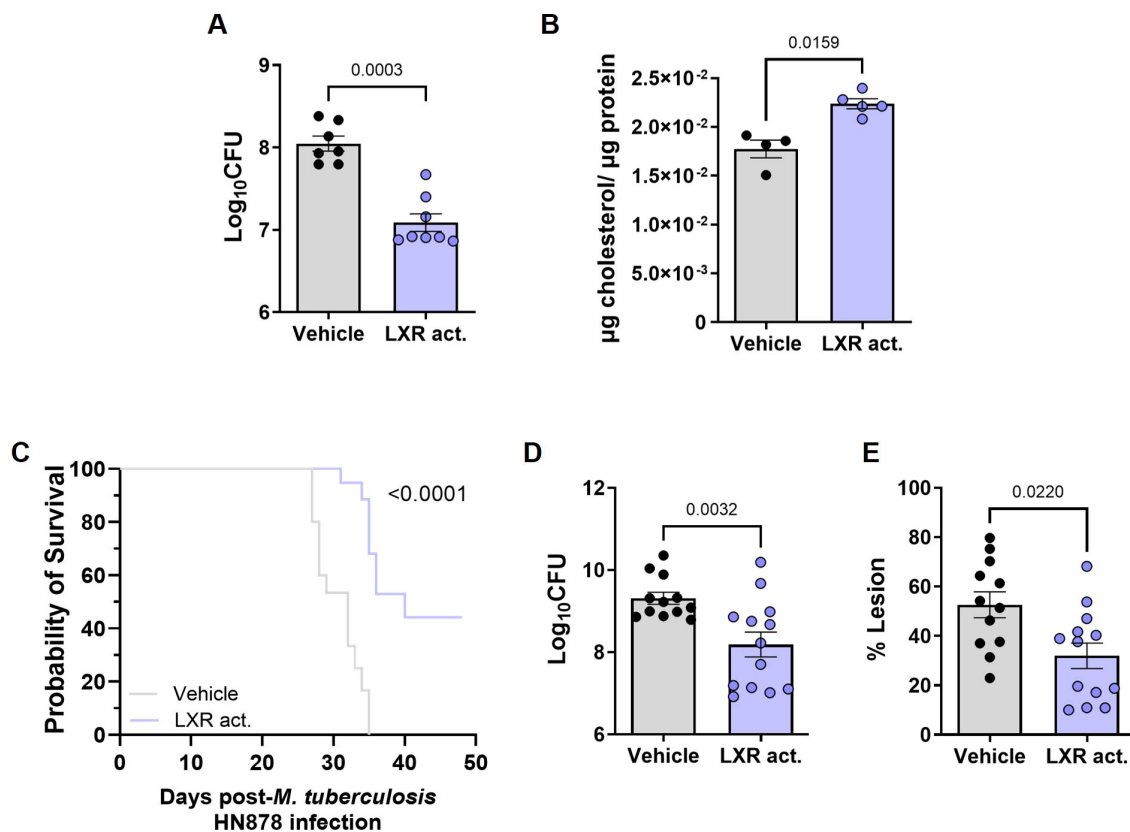 A
0.0003
Log₁₀CFU
9
8
7
6
Vehicle
LXR act.
B
0.0159
µg cholesterol/ µg protein
2.5×10⁻²
2.0×10⁻²
1.5×10⁻²
1.0×10⁻²
5.0×10⁻³
0
Vehicle
LXR act.
C
<0.0001
Probability of Survival
100
80
60
40
20
0
Vehicle
LXR act.
0
10
20
30
40
50
Days post-M. tuberculosis
HN878 infection
D
0.0032
Log₁₀CFU
12
10
8
6
Vehicle
LXR act.
E
0.0220
% Lesion
100
80
60
40
20
0
Vehicle
LXR act.